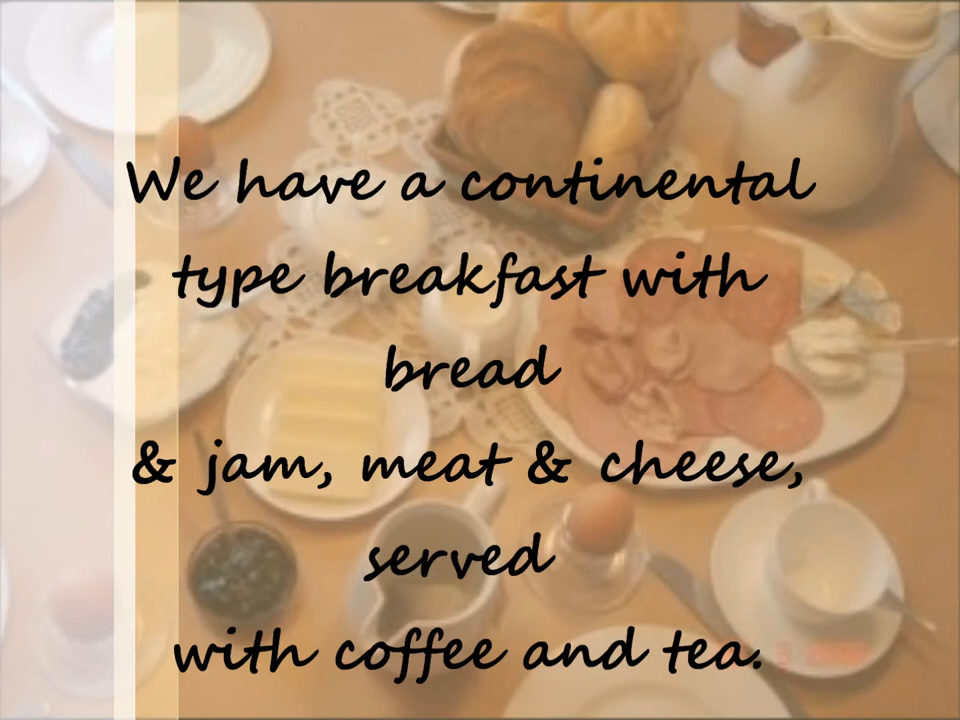 We have a continental
type breakfast with
bread
& jam, meat & cheese,
served
with coffee and tea.